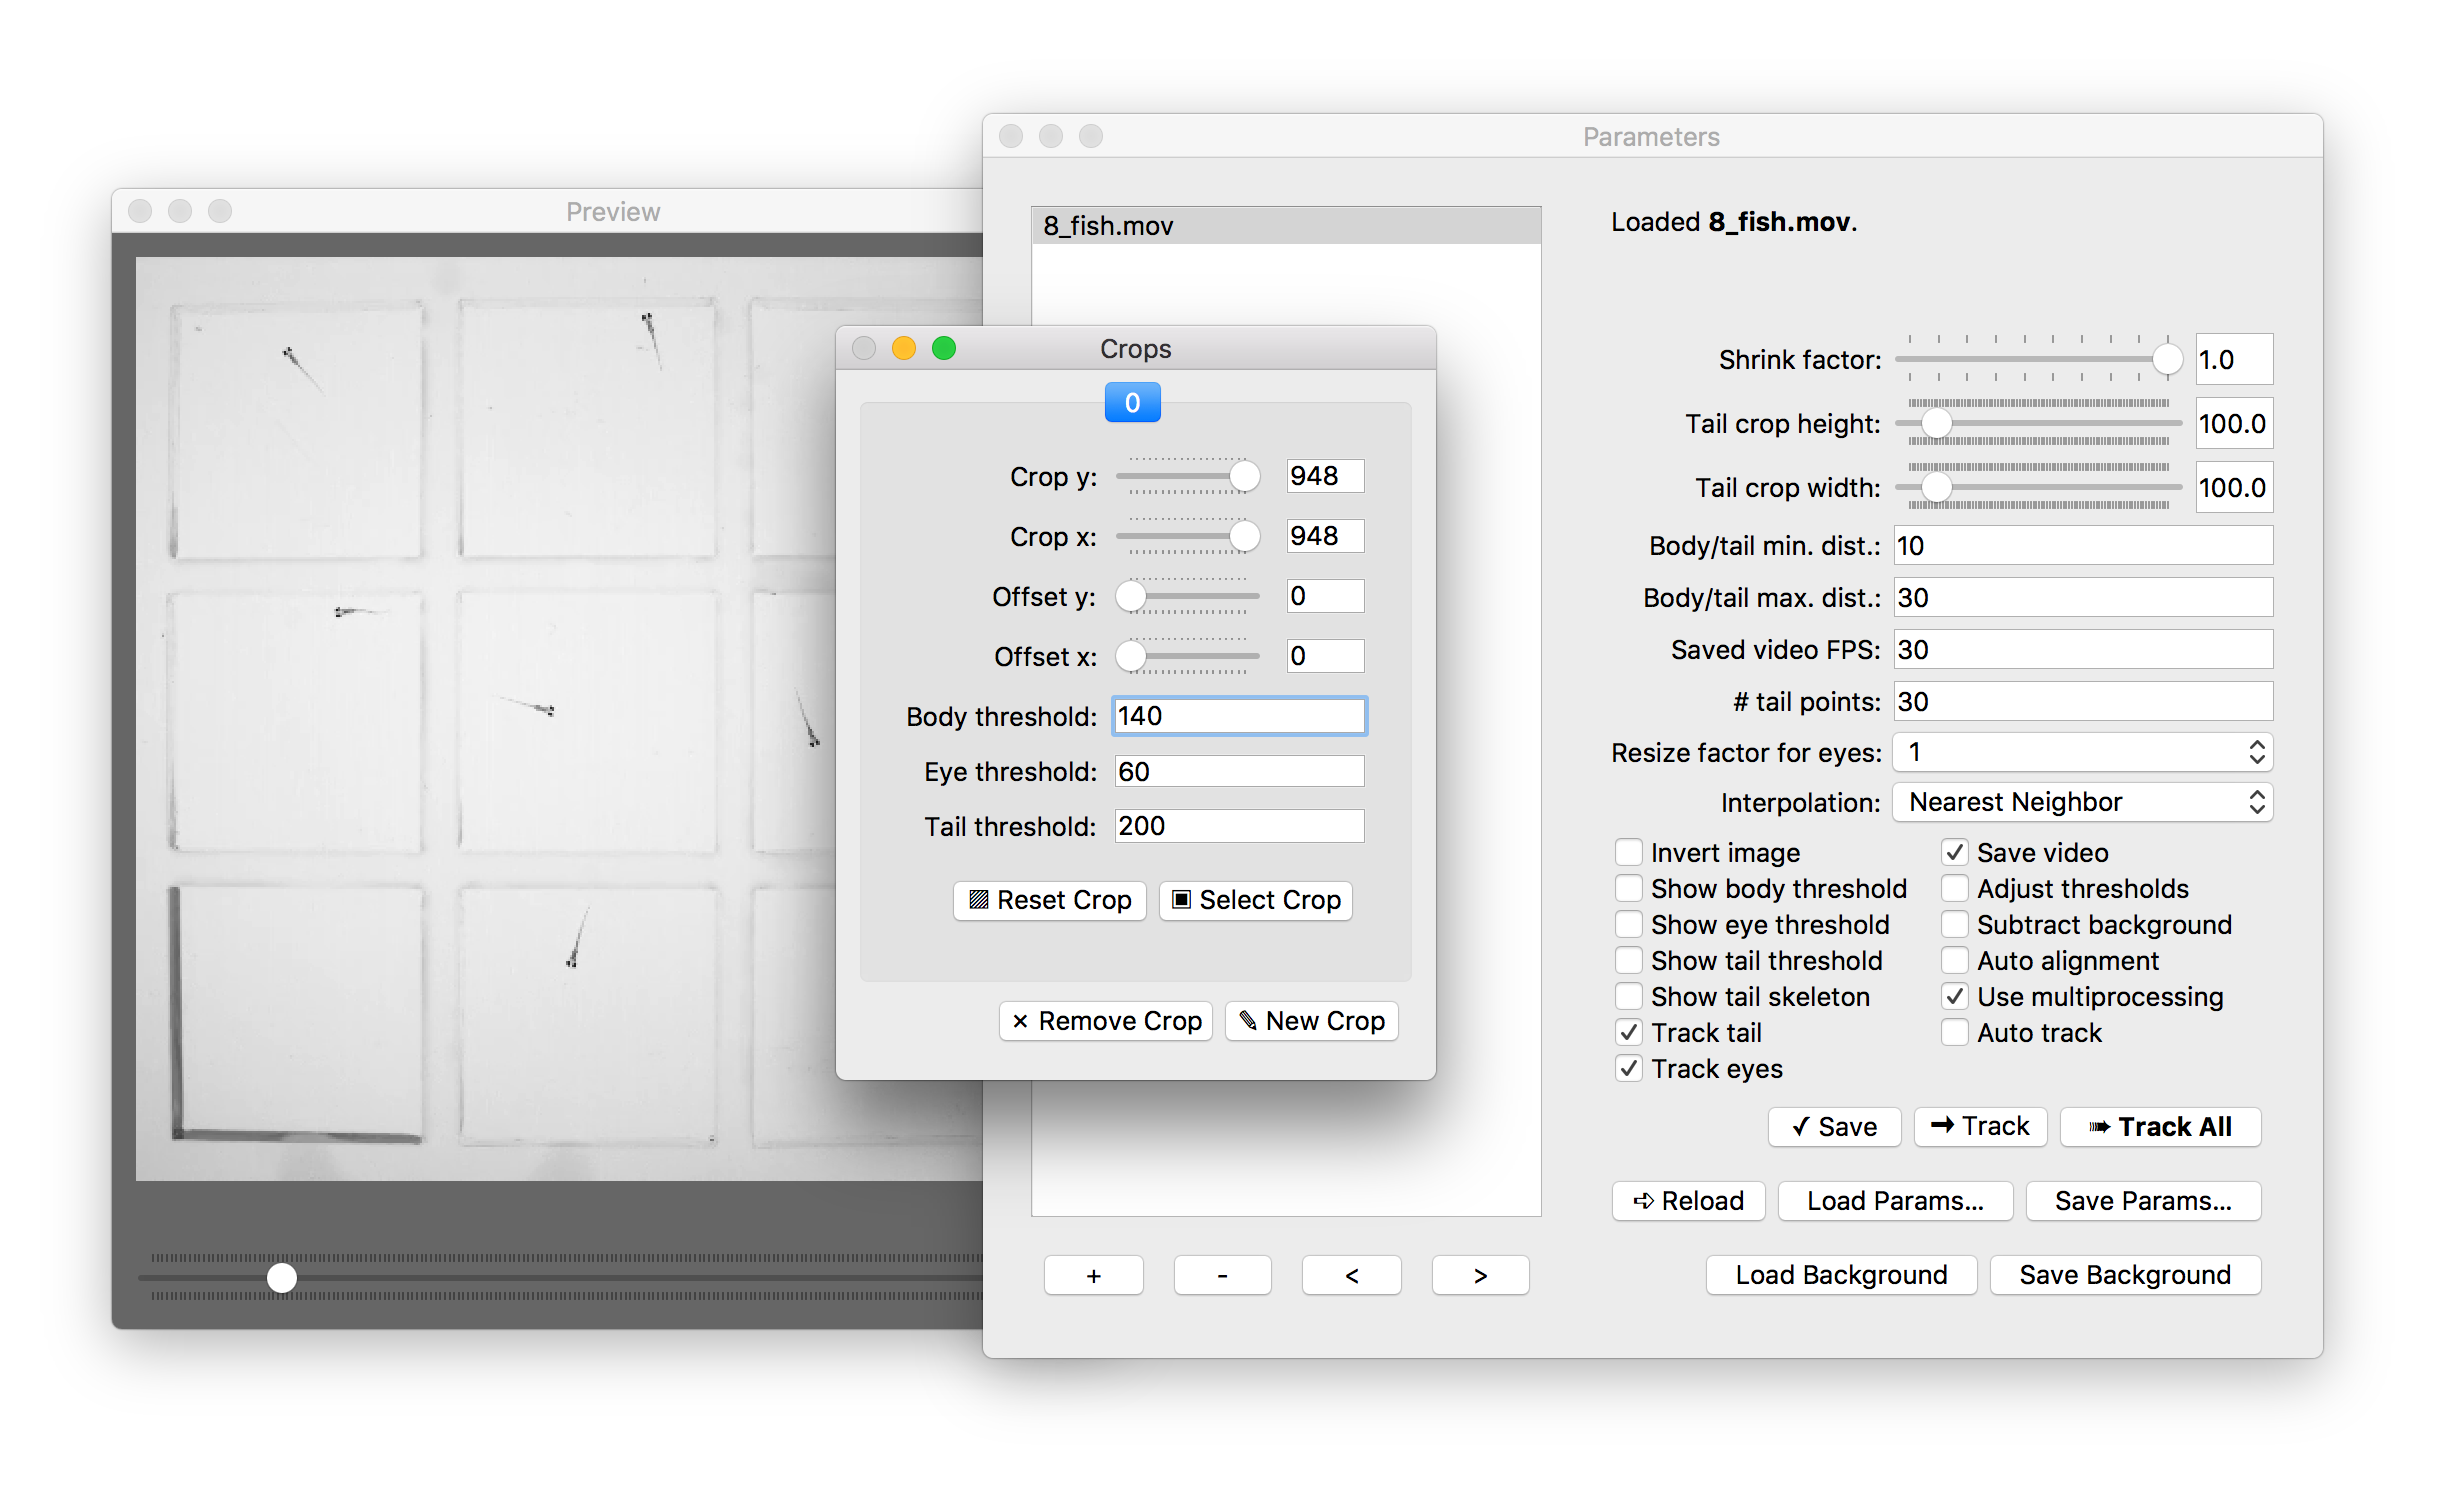 Preview
Parameters
8_fish.mov
Loaded 8_fish.mov.
Crops
0
Crop y: 948
Crop x: 948
Offset y: 0
Offset x: 0
Body threshold: 140
Eye threshold: 60
Tail threshold: 200
Reset Crop Select Crop
× Remove Crop New Crop
Shrink factor: 1.0
Tail crop height: 100.0
Tail crop width: 100.0
Body/tail min. dist.: 10
Body/tail max. dist.: 30
Saved video FPS: 30
# tail points: 30
Resize factor for eyes: 1
Interpolation: Nearest Neighbor
Invert image Save video
Show body threshold Adjust thresholds
Show eye threshold Subtract background
Show tail threshold Auto alignment
Show tail skeleton Use multiprocessing
Track tail Auto track
Track eyes
✓ Save ➞ Track ➠ Track All
➪ Reload Load Params... Save Params...
+ - < > Load Background Save Background